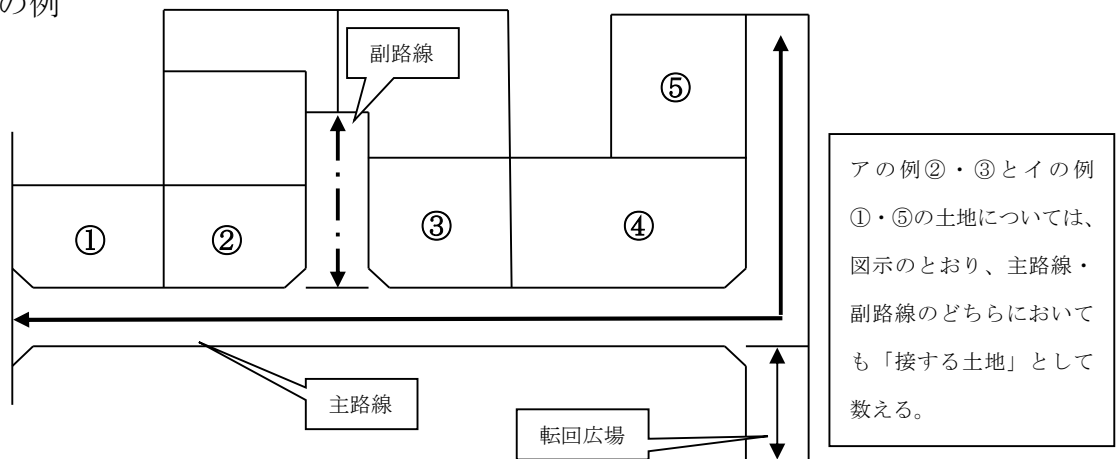 の例
副路線
⑤
①
②
③
④
アの例②・③とイの例
①・⑤の土地については、
図示のとおり、主路線・
副路線のどちらにおいて
も「接する土地」として
数える。
主路線
転回広場